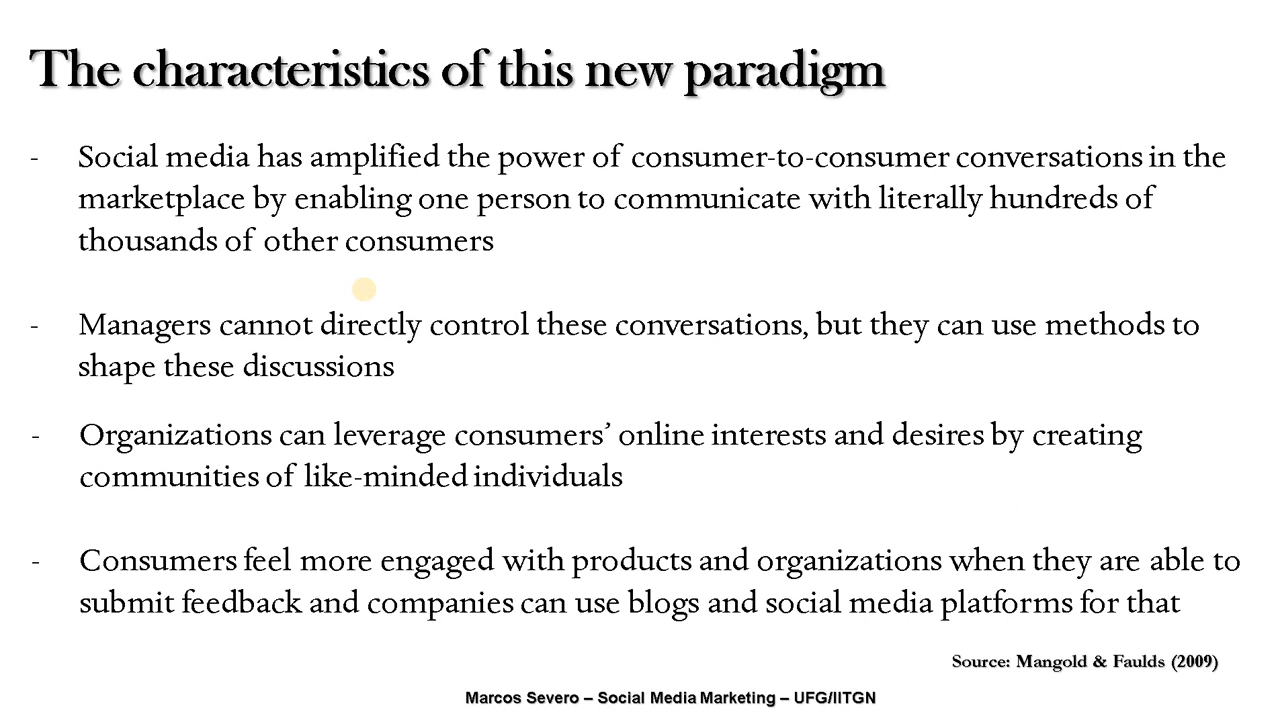 The characteristics of this new paradigm
- Social media has amplified the power of consumer-to-consumer conversations in the
marketplace by enabling one person to communicate with literally hundreds of
thousands of other consumers
- Managers cannot directly control these conversations, but they can use methods to
shape these discussions
- Organizations can leverage consumers’ online interests and desires by creating
communities of like-minded individuals
- Consumers feel more engaged with products and organizations when they are able to
submit feedback and companies can use blogs and social media platforms for that
Source: Mangold & Faulds (2009)
Marcos Severo – Social Media Marketing – UFG/IITGN